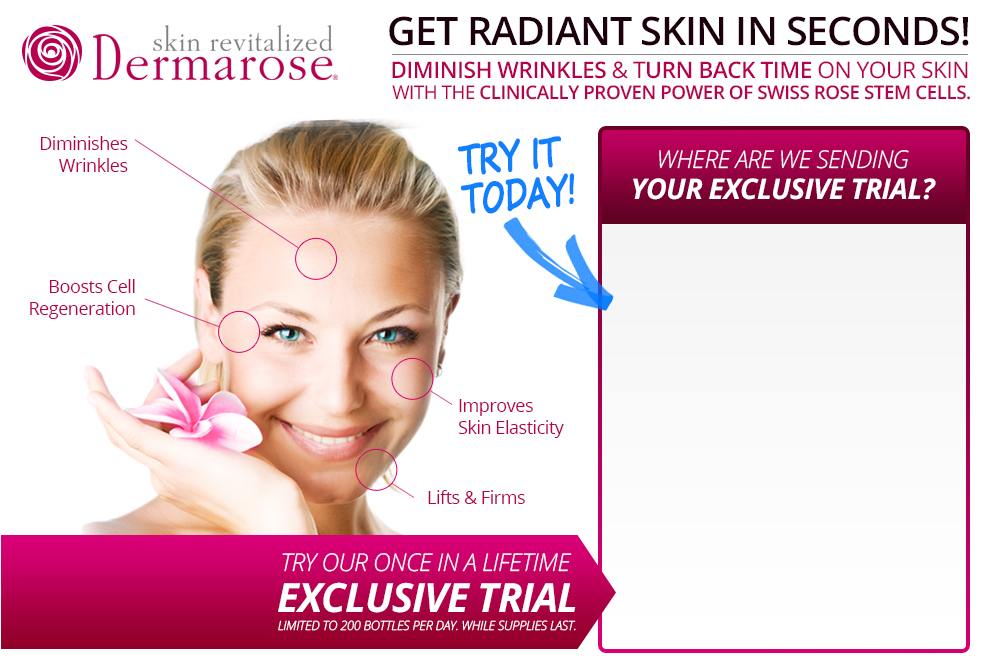 skin revitalized
Dermarose®
GET RADIANT SKIN IN SECONDS!
DIMINISH WRINKLES & TURN BACK TIME ON YOUR SKIN
WITH THE CLINICALLY PROVEN POWER OF SWISS ROSE STEM CELLS.
Diminishes
Wrinkles
Boosts Cell
Regeneration
Improves
Skin Elasticity
Lifts & Firms
TRY IT
TODAY!
WHERE ARE WE SENDING
YOUR EXCLUSIVE TRIAL?
TRY OUR ONCE IN A LIFETIME
EXCLUSIVE TRIAL
LIMITED TO 200 BOTTLES PER DAY. WHILE SUPPLIES LAST.